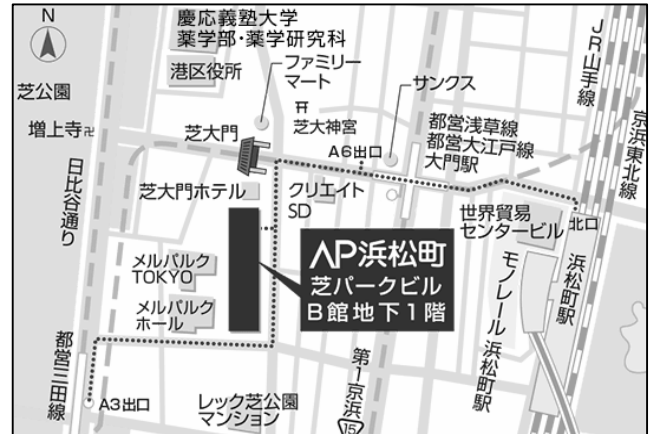 N
慶応義塾大学
薬学部・薬学研究科
港区役所
ファミリー
マート
サンクス
JR山手線
京浜東北線
芝公園
増上寺卍
芝大門
芝大神宮
A6出口
都営浅草線
都営大江戸線
大門駅
日比谷通り
芝大門ホテル
クリエイト
SD
世界貿易
センタービル
北口
浜松町駅
モノレール浜松町駅
メルパルク
TOKYO
メルパルク
ホール
AP浜松町
芝パークビル
B館地下1階
都営三田線
A3出口
レック芝公園
マンション
第1京浜
15